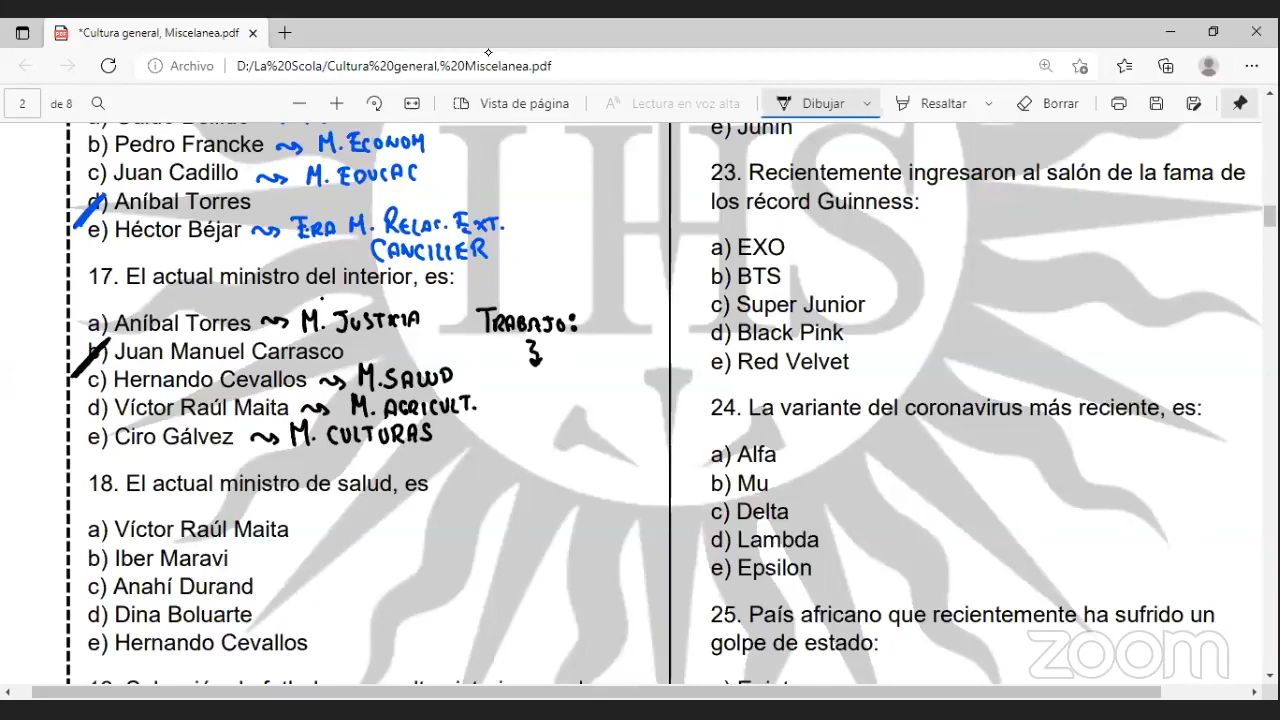 *Cultura general, Miscelanea.pdf
Archivo D:/La%20Scola/Cultura%20general,%20Miscelanea.pdf
2 de 8 Vista de página Lectura en voz alta Dibujar Resaltar Borrar
b) Pedro Francke M. ECONOM
c) Juan Cadillo M. EDUCAC
d) Aníbal Torres
e) Héctor Béjar ERA M. RELAC. EXT.
CANCILLER
17. El actual ministro del interior, es:
a) Aníbal Torres M. JUSTICIA TRABAJO:
b) Juan Manuel Carrasco
c) Hernando Cevallos M. SALUD
d) Víctor Raúl Maita M. AGRICULT.
e) Ciro Gálvez M. CULTURAS
18. El actual ministro de salud, es
a) Víctor Raúl Maita
b) Iber Maravi
c) Anahí Durand
d) Dina Boluarte
e) Hernando Cevallos
e) Junín
23. Recientemente ingresaron al salón de la fama de
los récord Guinness:
a) EXO
b) BTS
c) Super Junior
d) Black Pink
e) Red Velvet
24. La variante del coronavirus más reciente, es:
a) Alfa
b) Mu
c) Delta
d) Lambda
e) Epsilon
25. País africano que recientemente ha sufrido un
golpe de estado:
IHS
zoom